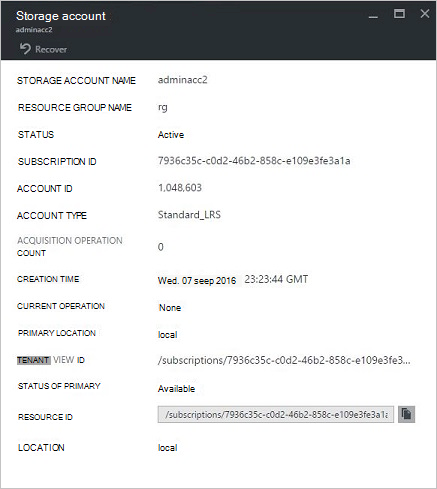 Storage account
adminacc2
Recover
STORAGE ACCOUNT NAME adminacc2
RESOURCE GROUP NAME rg
STATUS Active
SUBSCRIPTION ID 7936c35c-c0d2-46b2-858c-e109e3fe3a1a
ACCOUNT ID 1,048,603
ACCOUNT TYPE Standard_LRS
ACQUISITION OPERATION
COUNT 0
CREATION TIME Wed. 07 seep 2016 23:23:44 GMT
CURRENT OPERATION None
PRIMARY LOCATION local
TENANT VIEW ID /subscriptions/7936c35c-c0d2-46b2-858c-e109e3fe3...
STATUS OF PRIMARY Available
RESOURCE ID /subscriptions/7936c35c-c0d2-46b2-858c-e109e3fe3a1a
LOCATION local